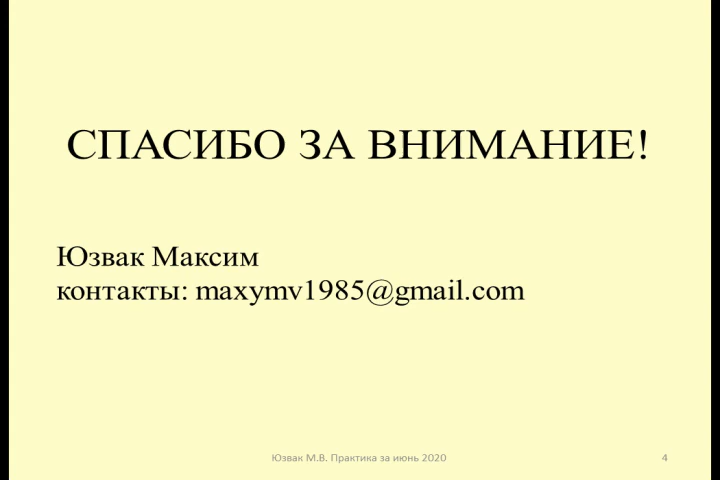 СПАСИБО ЗА ВНИМАНИЕ!
Юзвак Максим
контакты: maxymv1985@gmail.com
Юзвак М.В. Практика за июнь 2020
4